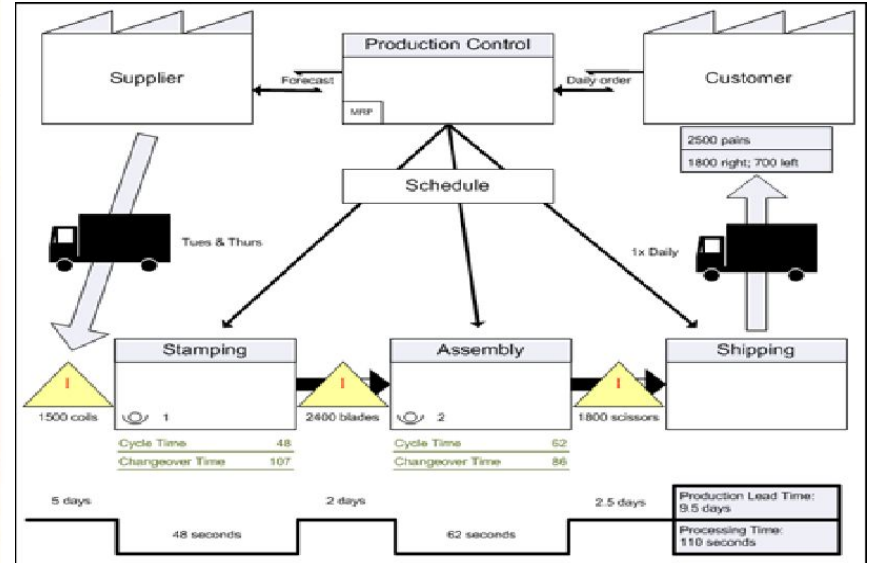 Supplier
Forecast
Production Control
MRP
Daily order
Customer
2500 pairs
1800 right; 700 left
Schedule
Tues & Thurs
1x Daily
Stamping
I
1500 coils
1
Cycle Time 48
Changeover Time 107
I
2400 blades
Assembly
2
Cycle Time 62
Changeover Time 86
I
1800 scissors
Shipping
5 days
48 seconds
2 days
62 seconds
2.5 days
Production Lead Time:
9.5 days
Processing Time:
110 seconds